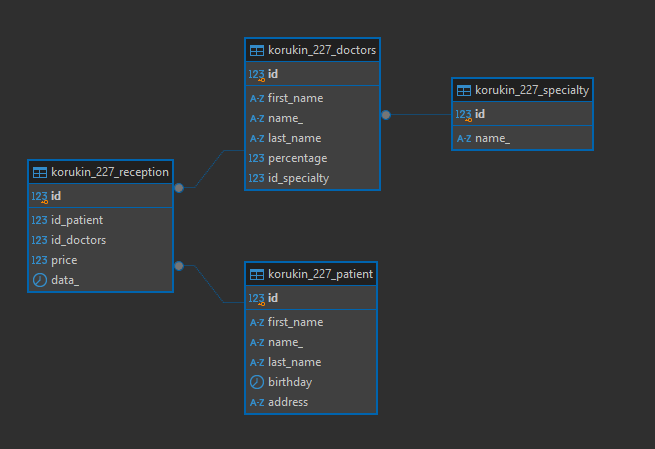 korukin_227_doctors
123 id
A-Z first_name
A-Z name_
A-Z last_name
123 percentage
123 id_specialty
korukin_227_specialty
123 id
A-Z name_
korukin_227_reception
123 id
123 id_patient
123 id_doctors
123 price
data_
korukin_227_patient
123 id
A-Z first_name
A-Z name_
A-Z last_name
birthday
A-Z address